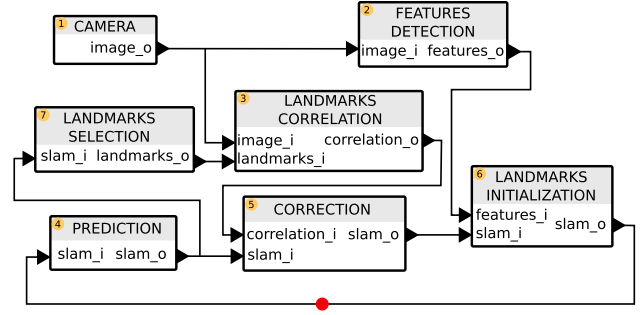 1 CAMERA
image_o
2 FEATURES
DETECTION
image_i features_o
3 LANDMARKS
CORRELATION
image_i correlation_o
landmarks_i
7 LANDMARKS
SELECTION
slam_i landmarks_o
4 PREDICTION
slam_i slam_o
5 CORRECTION
correlation_i slam_o
slam_i
6 LANDMARKS
INITIALIZATION
features_i
slam_o
slam_i